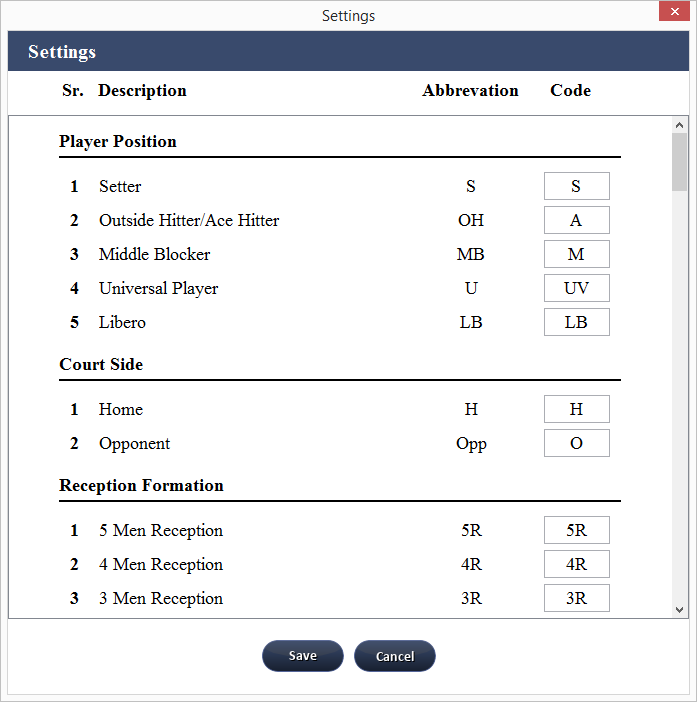 Settings
Settings
Sr. Description Abbrevation Code
Player Position
1 Setter S S
2 Outside Hitter/Ace Hitter OH A
3 Middle Blocker MB M
4 Universal Player U UV
5 Libero LB LB
Court Side
1 Home H H
2 Opponent Opp O
Reception Formation
1 5 Men Reception 5R 5R
2 4 Men Reception 4R 4R
3 3 Men Reception 3R 3R
Save Cancel